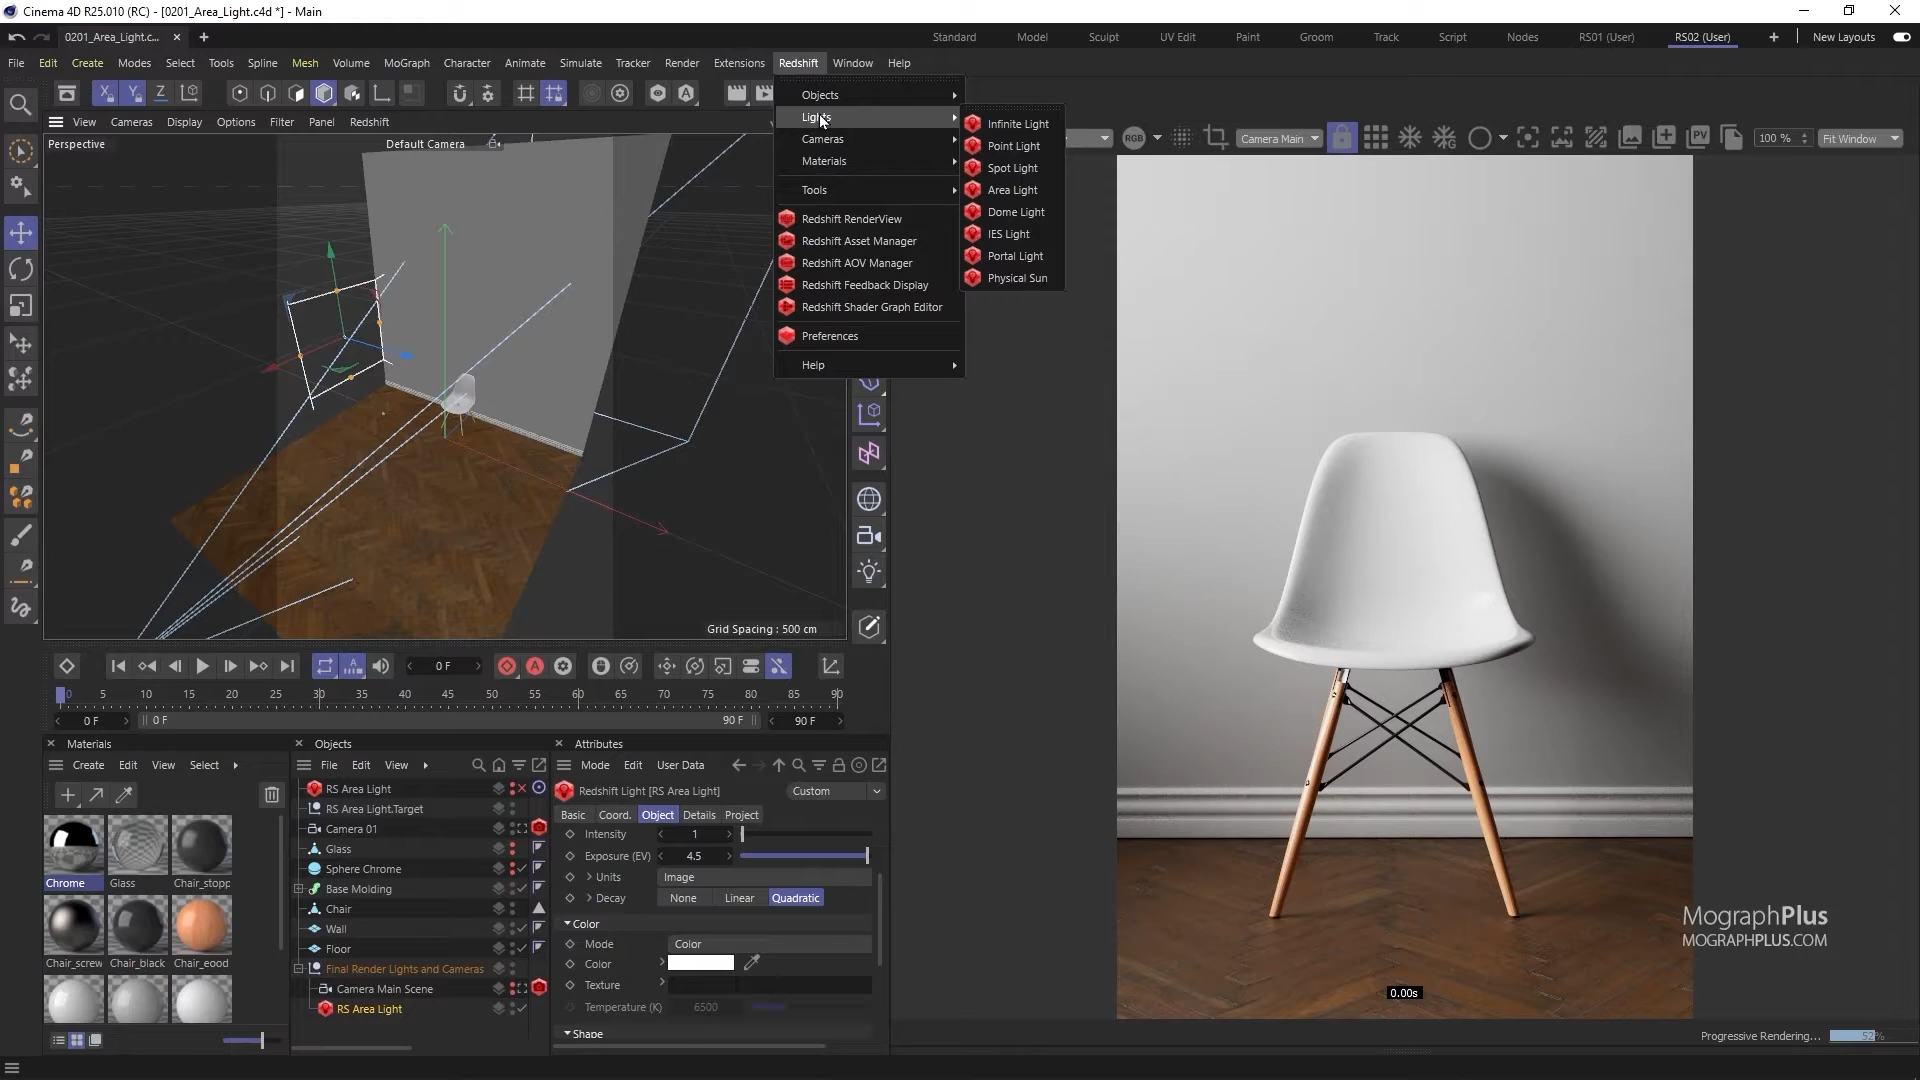 Cinema 4D R25.010 (RC) - [0201_Area_Light.c4d *] - Main
0201_Area_Light.c...
Standard Model Sculpt UV Edit Paint Groom Track Script Nodes RS01 (User) RS02 (User) New Layouts
File Edit Create Modes Select Tools Spline Mesh Volume MoGraph Character Animate Simulate Tracker Render Extensions Redshift Window Help
X Y Z
View Cameras Display Options Filter Panel Redshift
Perspective
Default Camera
Objects
Lights
Cameras
Materials
Tools
Redshift RenderView
Redshift Asset Manager
Redshift AOV Manager
Redshift Feedback Display
Redshift Shader Graph Editor
Preferences
Help
Infinite Light
Point Light
Spot Light
Area Light
Dome Light
IES Light
Portal Light
Physical Sun
RGB
Camera Main
PV
100 %
Fit Window
Grid Spacing : 500 cm
0 F
0 5 10 15 20 25 30 35 40 45 50 55 60 65 70 75 80 85 90
0 F 0 F 90 F 90 F
Materials
Create Edit View Select
Chrome Glass Chair_stopp
Chair_screw Chair_black Chair_eood
Objects
File Edit View
RS Area Light
RS Area Light.Target
Camera 01
Glass
Sphere Chrome
Base Molding
Chair
Wall
Floor
Final Render Lights and Cameras
Camera Main Scene
RS Area Light
Attributes
Mode Edit User Data
Redshift Light [RS Area Light]
Custom
Basic Coord. Object Details Project
Intensity 1
Exposure (EV) 4.5
Units Image
Decay None Linear Quadratic
Color
Mode Color
Color
Texture
Temperature (K) 6500
Shape
MographPlus
MOGRAPHPLUS.COM
0.00s
Progressive Rendering... 52%